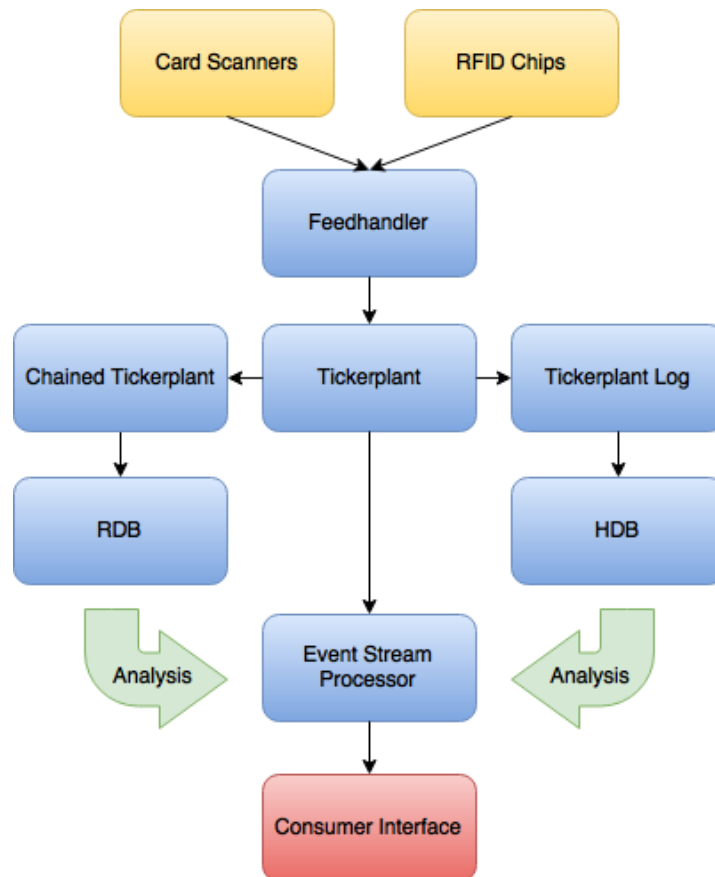 Card Scanners
RFID Chips
Feedhandler
Chained Tickerplant
Tickerplant
Tickerplant Log
RDB
HDB
Analysis
Event Stream
Processor
Analysis
Consumer Interface